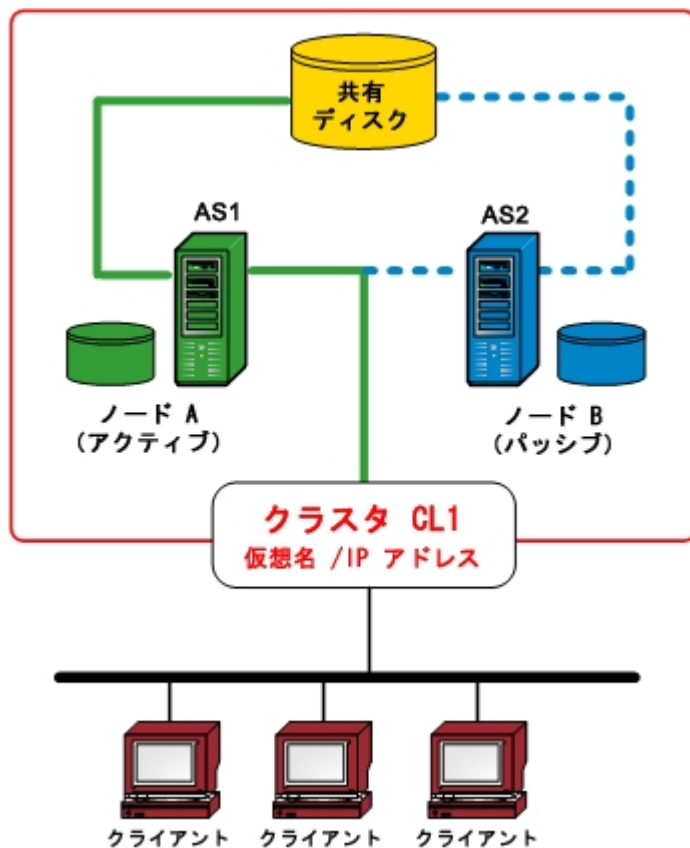 共有
ディスク
AS1
AS2
ノード A
(アクティブ)
ノード B
(パッシブ)
クラスタ CL1
仮想名 /IP アドレス
クライアント
クライアント
クライアント